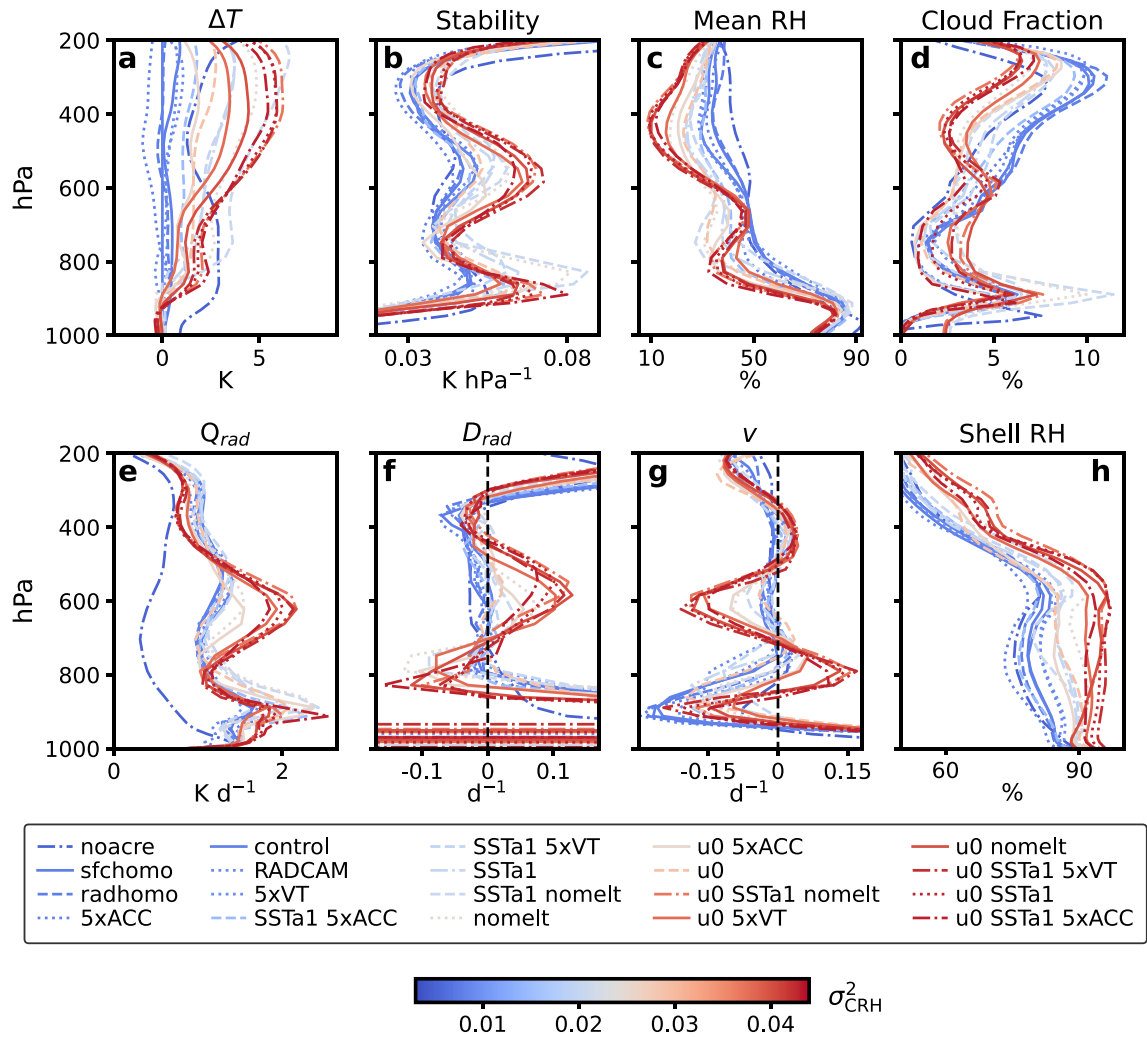 ΔT
Stability
Mean RH
Cloud Fraction
a
b
c
d
hPa
200
400
600
800
1000
0 5
0.03 0.08
10 50 90
0 5 10
K
K hPa⁻¹
%
%
Q_rad
D_rad
v
Shell RH
e
f
g
h
hPa
200
400
600
800
1000
0 2
-0.1 0 0.1
-0.15 0 0.15
60 90
K d⁻¹
d⁻¹
d⁻¹
%
noacre control SSTa1 5xVT u0 5xACC u0 nomelt
sfchomo RADCAM SSTa1 u0 u0 SSTa1 5xVT
radhomo 5xVT SSTa1 nomelt u0 SSTa1 nomelt u0 SSTa1
5xACC SSTa1 5xACC nomelt u0 5xVT u0 SSTa1 5xACC
σ²_CRH
0.01 0.02 0.03 0.04